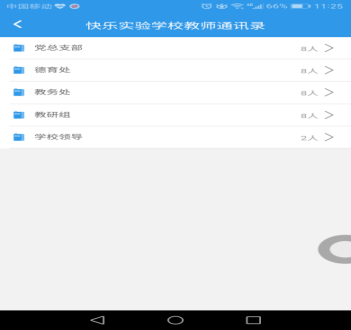 中国移动 66% 11:25
< 快乐实验学校教师通讯录
党总支部 8人 >
德育处 8人 >
教务处 8人 >
教研组 8人 >
学校领导 2人 >